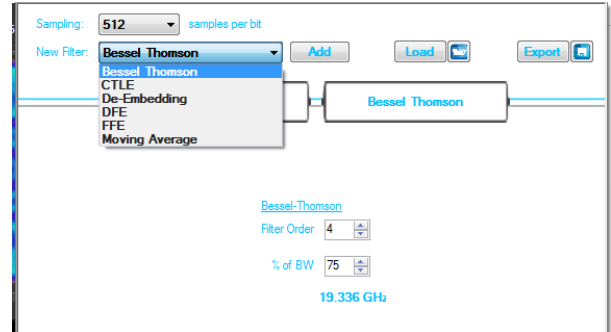 Sampling: 512 samples per bit
New Filter: Bessel Thomson Add Load Export
Bessel Thomson
CTLE
De-Embedding
DFE
FFE
Moving Average
Bessel Thomson
Bessel-Thomson
Filter Order 4
% of BW 75
19.336 GHz